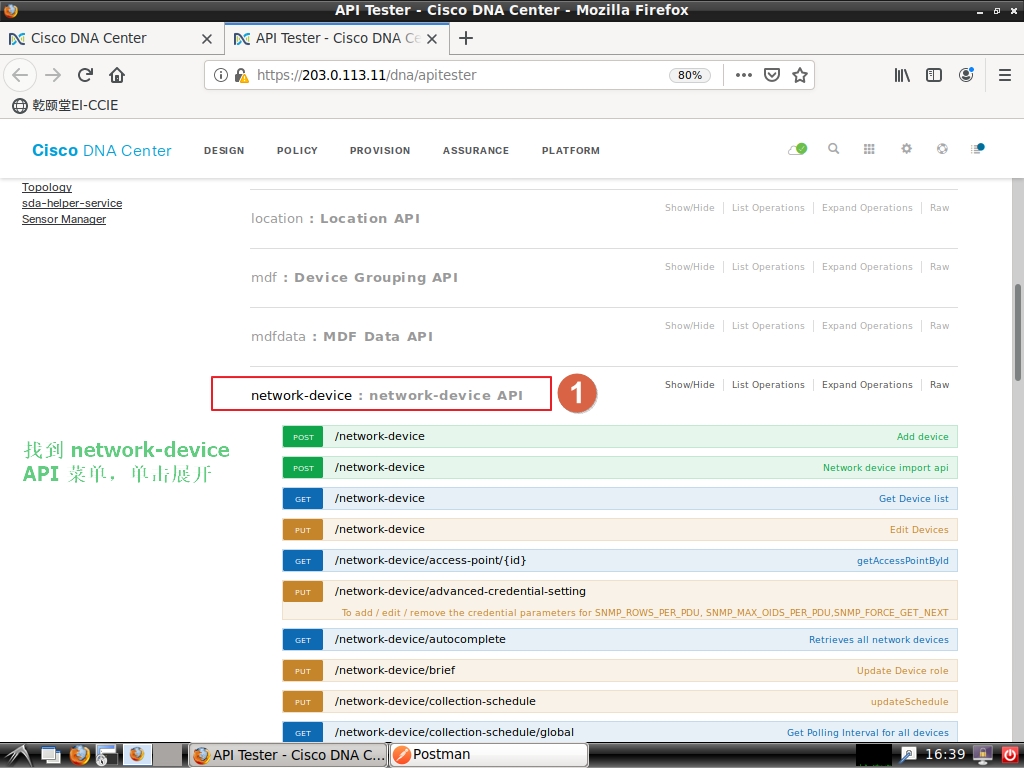 API Tester - Cisco DNA Center - Mozilla Firefox
Cisco DNA Center
API Tester - Cisco DNA Ce
https://203.0.113.11/dna/apitester
80%
乾颐堂EI-CCIE
Cisco DNA Center
DESIGN
POLICY
PROVISION
ASSURANCE
PLATFORM
Topology
sda-helper-service
Sensor Manager
location : Location API
Show/Hide List Operations Expand Operations Raw
mdf : Device Grouping API
Show/Hide List Operations Expand Operations Raw
mdfdata : MDF Data API
Show/Hide List Operations Expand Operations Raw
network-device : network-device API
1
Show/Hide List Operations Expand Operations Raw
找到 network-device
API 菜单，单击展开
POST /network-device Add device
POST /network-device Network device import api
GET /network-device Get Device list
PUT /network-device Edit Devices
GET /network-device/access-point/{id} getAccessPointById
PUT /network-device/advanced-credential-setting
To add / edit / remove the credential parameters for SNMP_ROWS_PER_PDU, SNMP_MAX_OIDS_PER_PDU,SNMP_FORCE_GET_NEXT
GET /network-device/autocomplete Retrieves all network devices
PUT /network-device/brief Update Device role
PUT /network-device/collection-schedule updateSchedule
GET /network-device/collection-schedule/global Get Polling Interval for all devices
API Tester - Cisco DNA C...
Postman
16:39